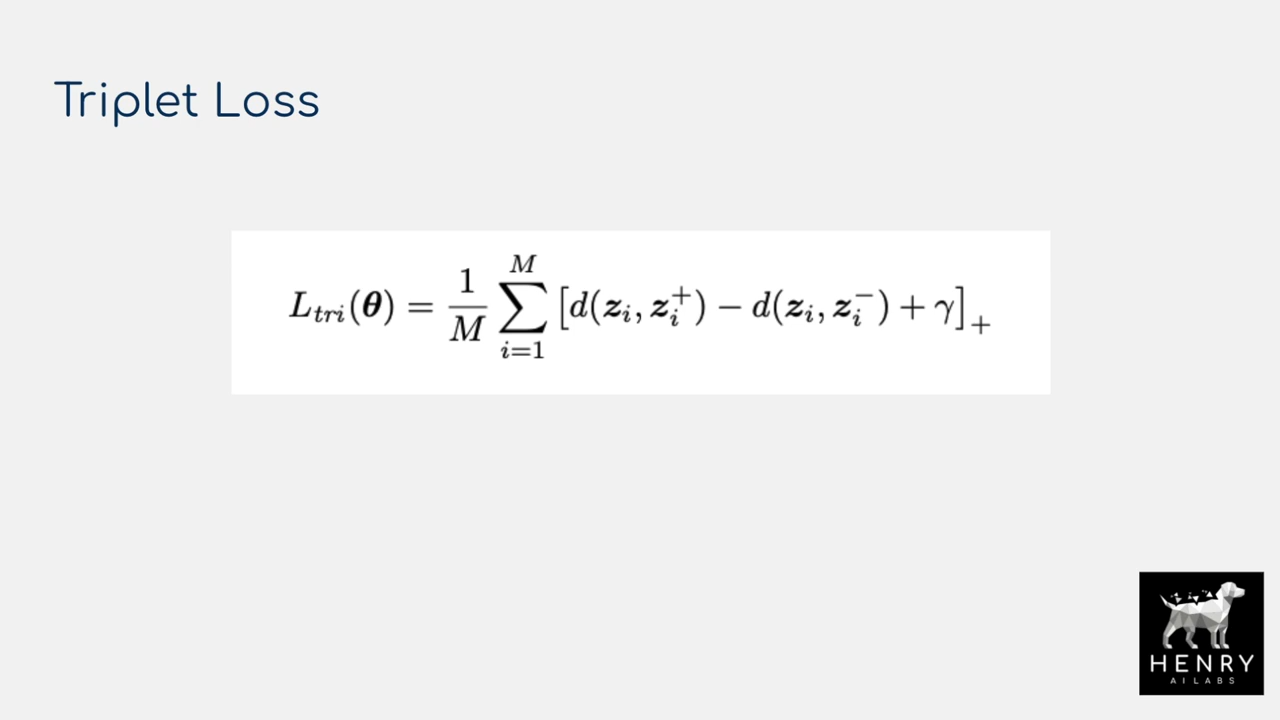 Triplet Loss
L_{tri}(θ) = \frac{1}{M} \sum_{i=1}^{M} [d(z_i, z_i^+) − d(z_i, z_i^-) + γ]_+
HENRY
AI LABS